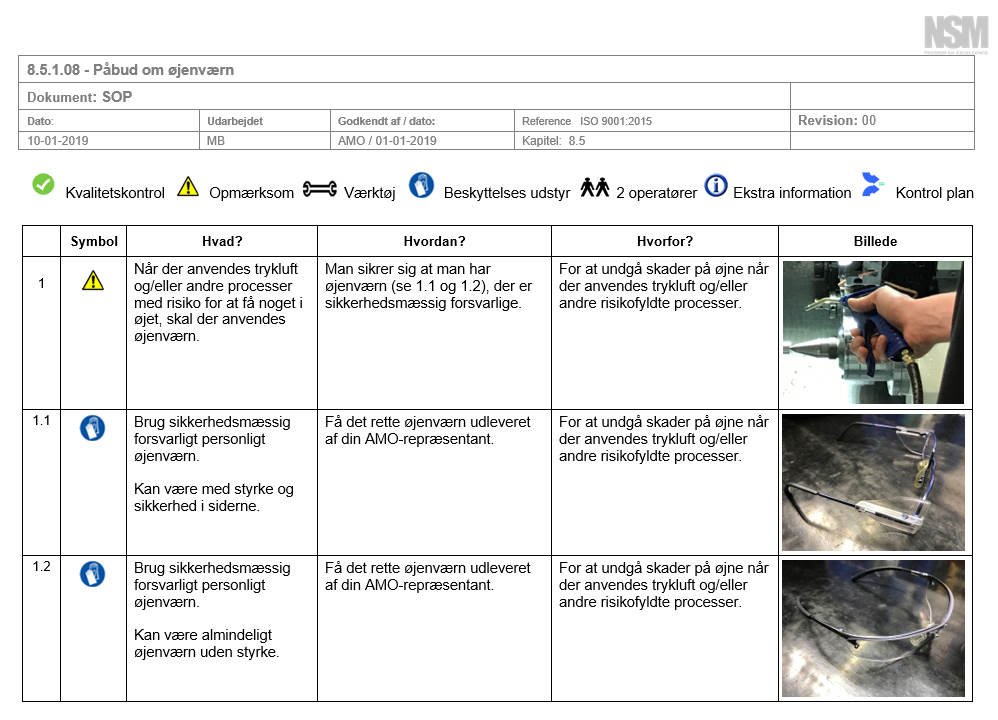 NSM
PASSION for EXCELLENCE
8.5.1.08 - Påbud om øjenværn
Dokument: SOP
Dato: Udarbejdet Godkendt af / dato: Reference ISO 9001:2015 Revision: 00
10-01-2019 MB AMO / 01-01-2019 Kapitel: 8.5
Kvalitetskontrol Opmærksom Værktøj Beskyttelses udstyr 2 operatører Ekstra information Kontrol plan
Symbol Hvad? Hvordan? Hvorfor? Billede
1
Når der anvendes trykluft
og/eller andre processer
med risiko for at få noget i
øjet, skal der anvendes
øjenværn.
Man sikrer sig at man har
øjenværn (se 1.1 og 1.2), der er
sikkerhedsmæssig forsvarlige.
For at undgå skader på øjne når
der anvendes trykluft og/eller
andre risikofyldte processer.
1.1
Brug sikkerhedsmæssig
forsvarligt personligt
øjenværn.
Kan være med styrke og
sikkerhed i siderne.
Få det rette øjenværn udleveret
af din AMO-repræsentant.
For at undgå skader på øjne når
der anvendes trykluft og/eller
andre risikofyldte processer.
1.2
Brug sikkerhedsmæssig
forsvarligt personligt
øjenværn.
Kan være almindeligt
øjenværn uden styrke.
Få det rette øjenværn udleveret
af din AMO-repræsentant.
For at undgå skader på øjne når
der anvendes trykluft og/eller
andre risikofyldte processer.